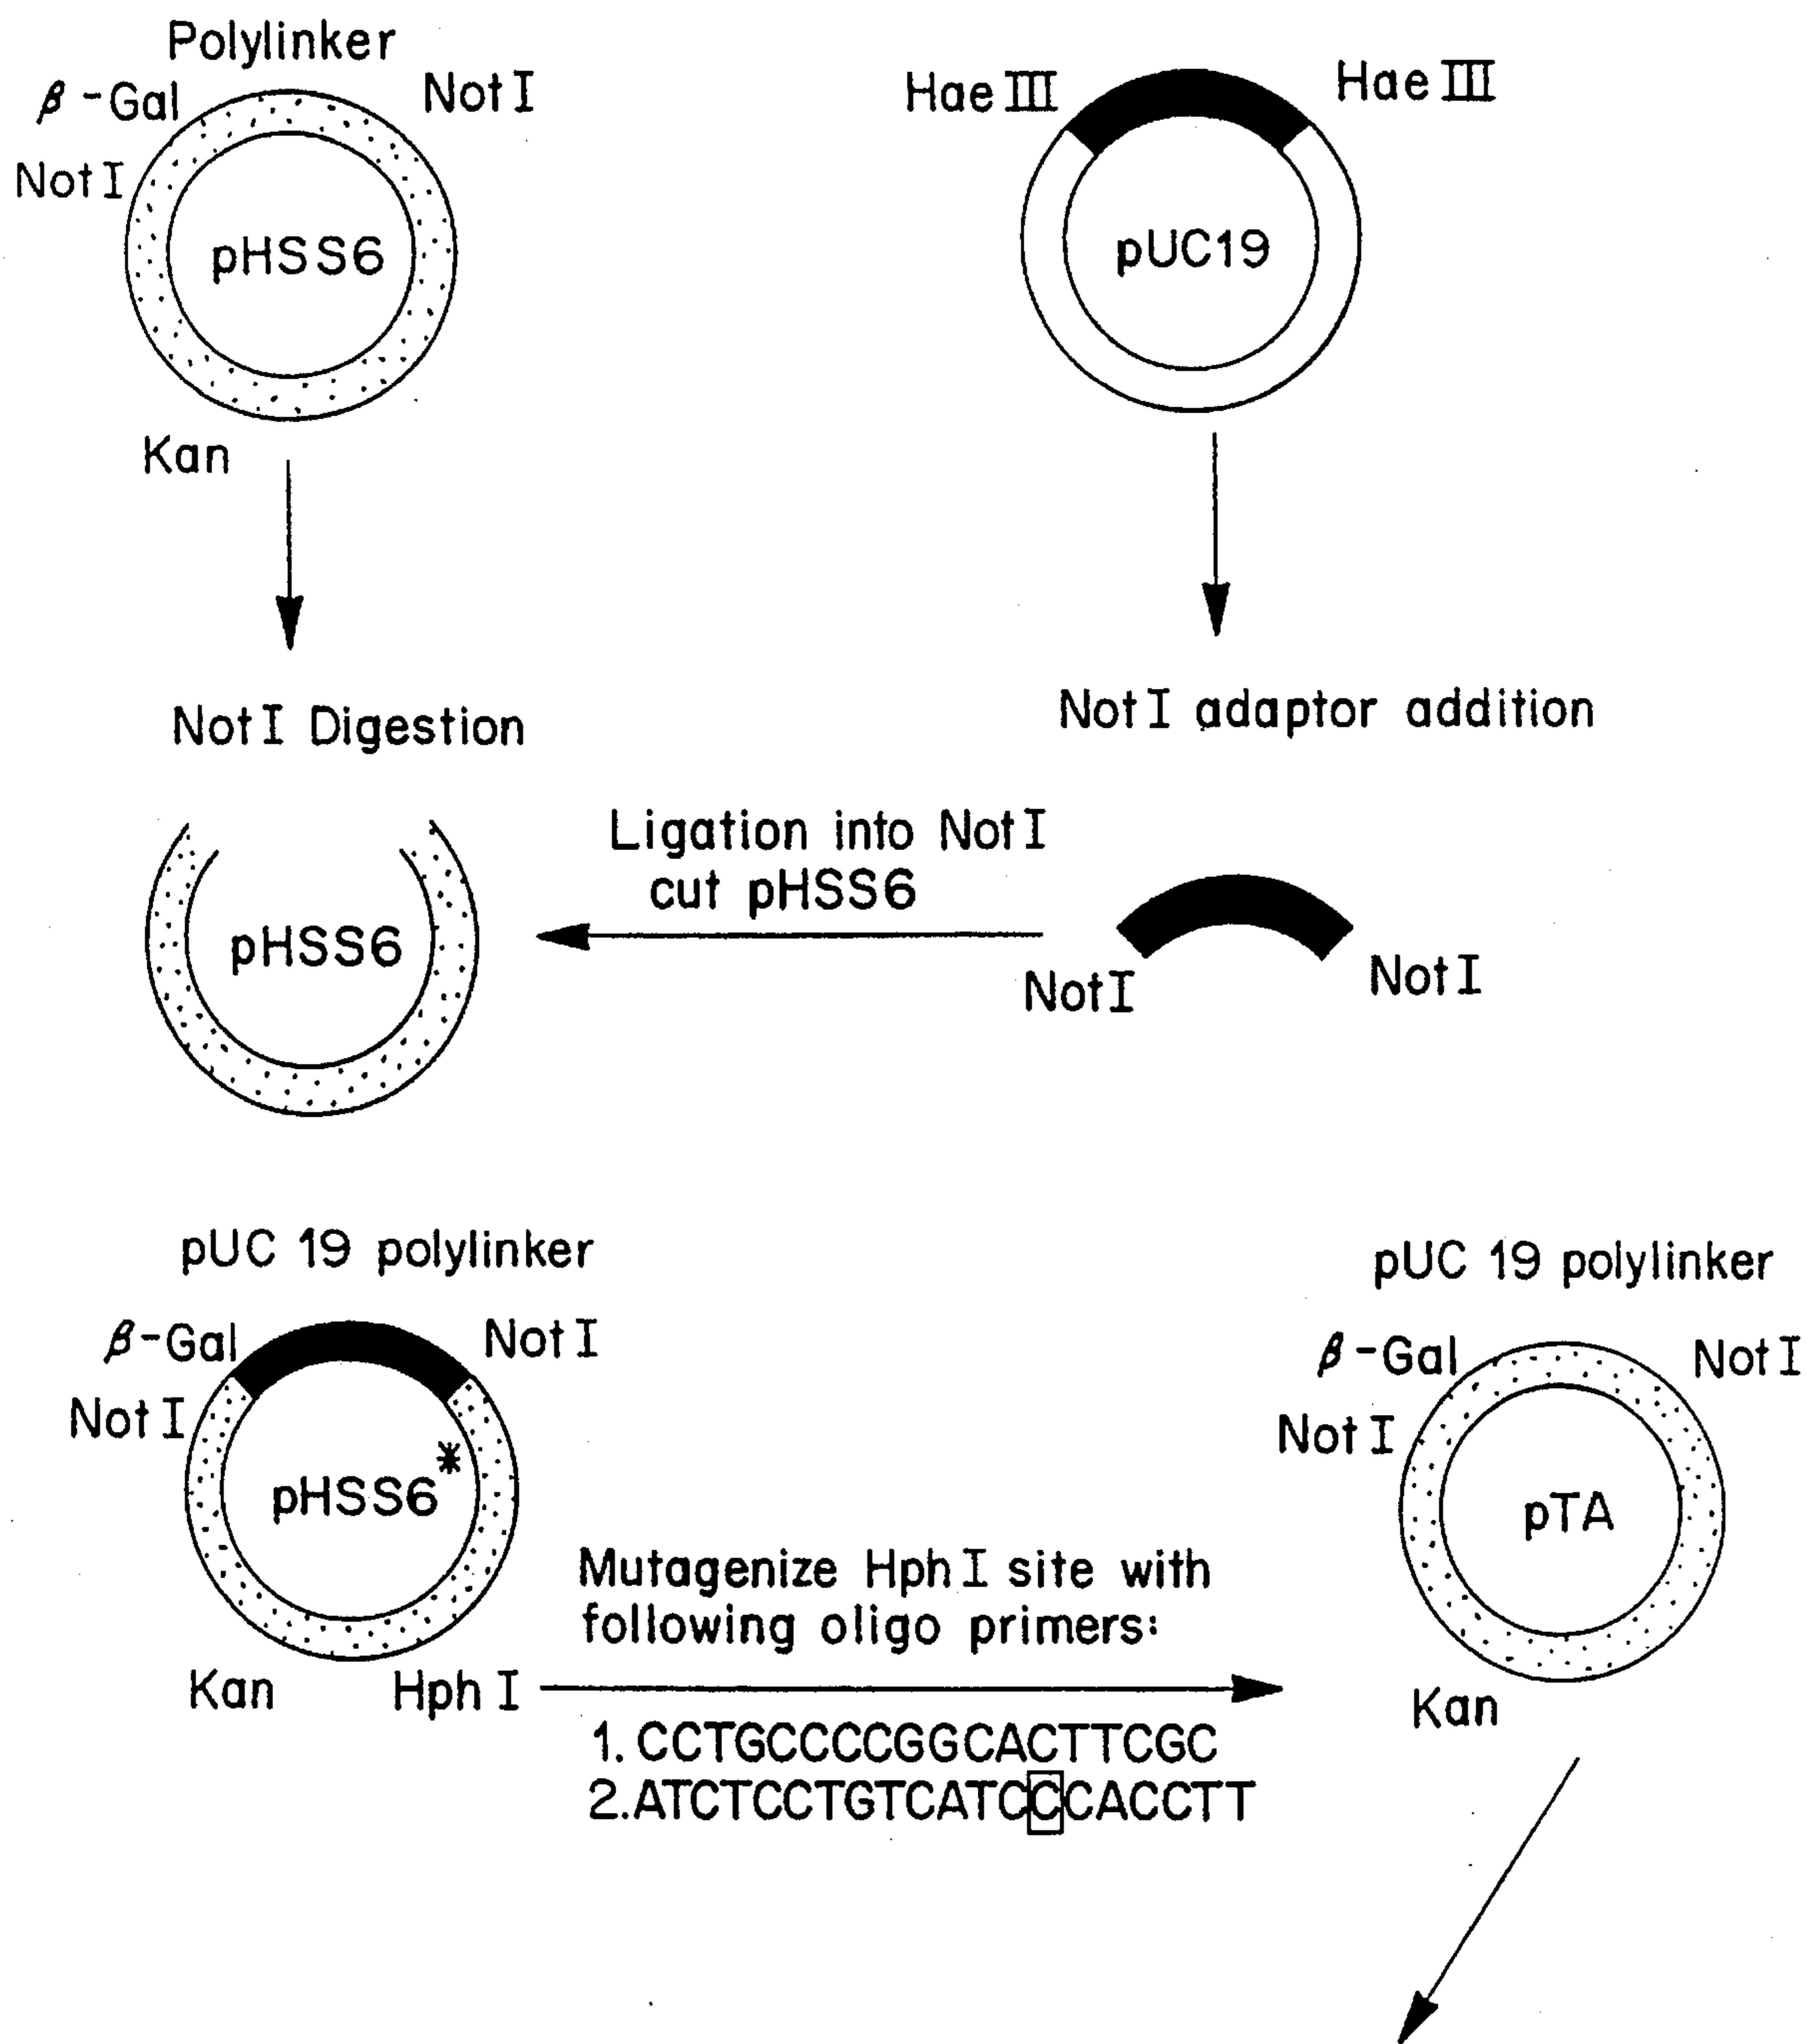 Polylinker
β-Gal
Not I
Not I
pHSS6
Kan
Hae III
Hae III
pUC19
Not I Digestion
Not I adaptor addition
pHSS6
Ligation into Not I
cut pHSS6
Not I
Not I
pUC 19 polylinker
β-Gal
Not I
Not I
pHSS6*
Kan
Hph I
Mutagenize Hph I site with
following oligo primers:
1. CCTGCCCCGGCACTTCGC
2. ATCTCCTGTCATCCCACCTT
pUC 19 polylinker
β-Gal
Not I
Not I
pTA
Kan